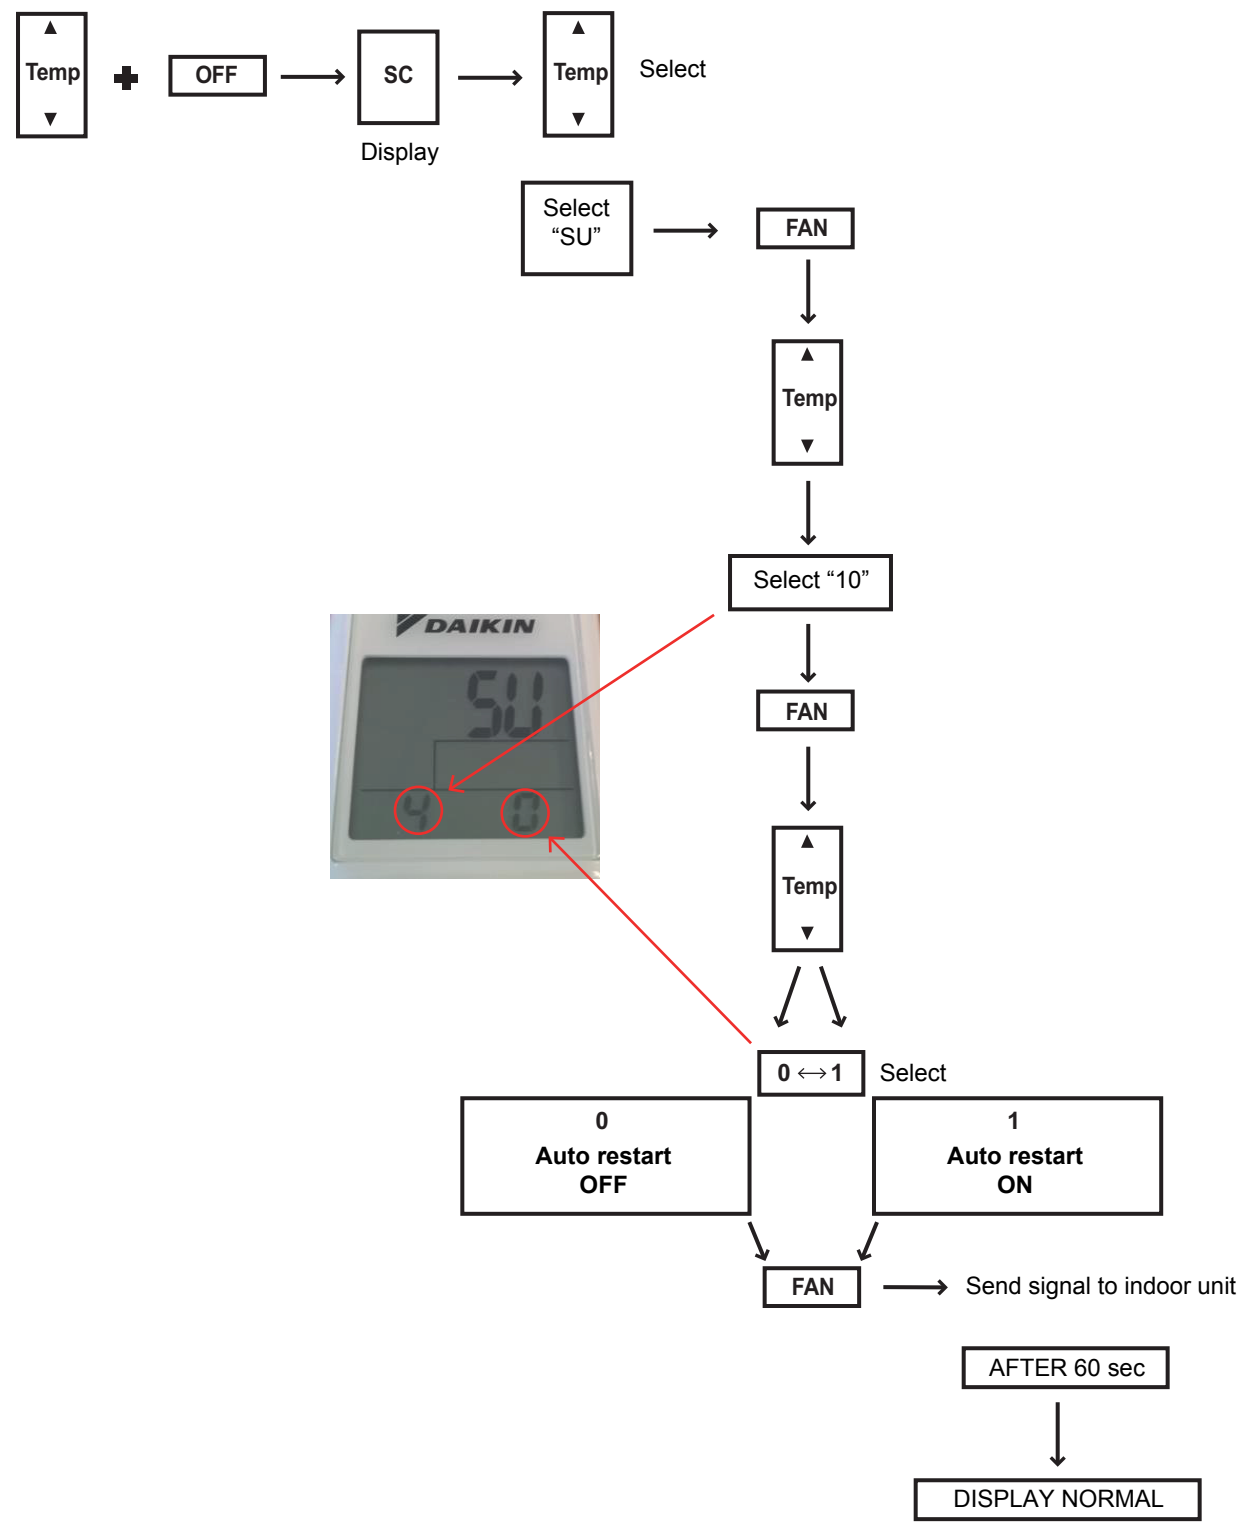 ▲
Temp
▼
✚
OFF
SC
Display
▲
Temp
▼
Select
Select
“SU”
FAN
▲
Temp
▼
Select “10”
DAIKIN
SU
4 0
FAN
▲
Temp
▼
0 ↔ 1
Select
0
Auto restart
OFF
1
Auto restart
ON
FAN
Send signal to indoor unit
AFTER 60 sec
DISPLAY NORMAL